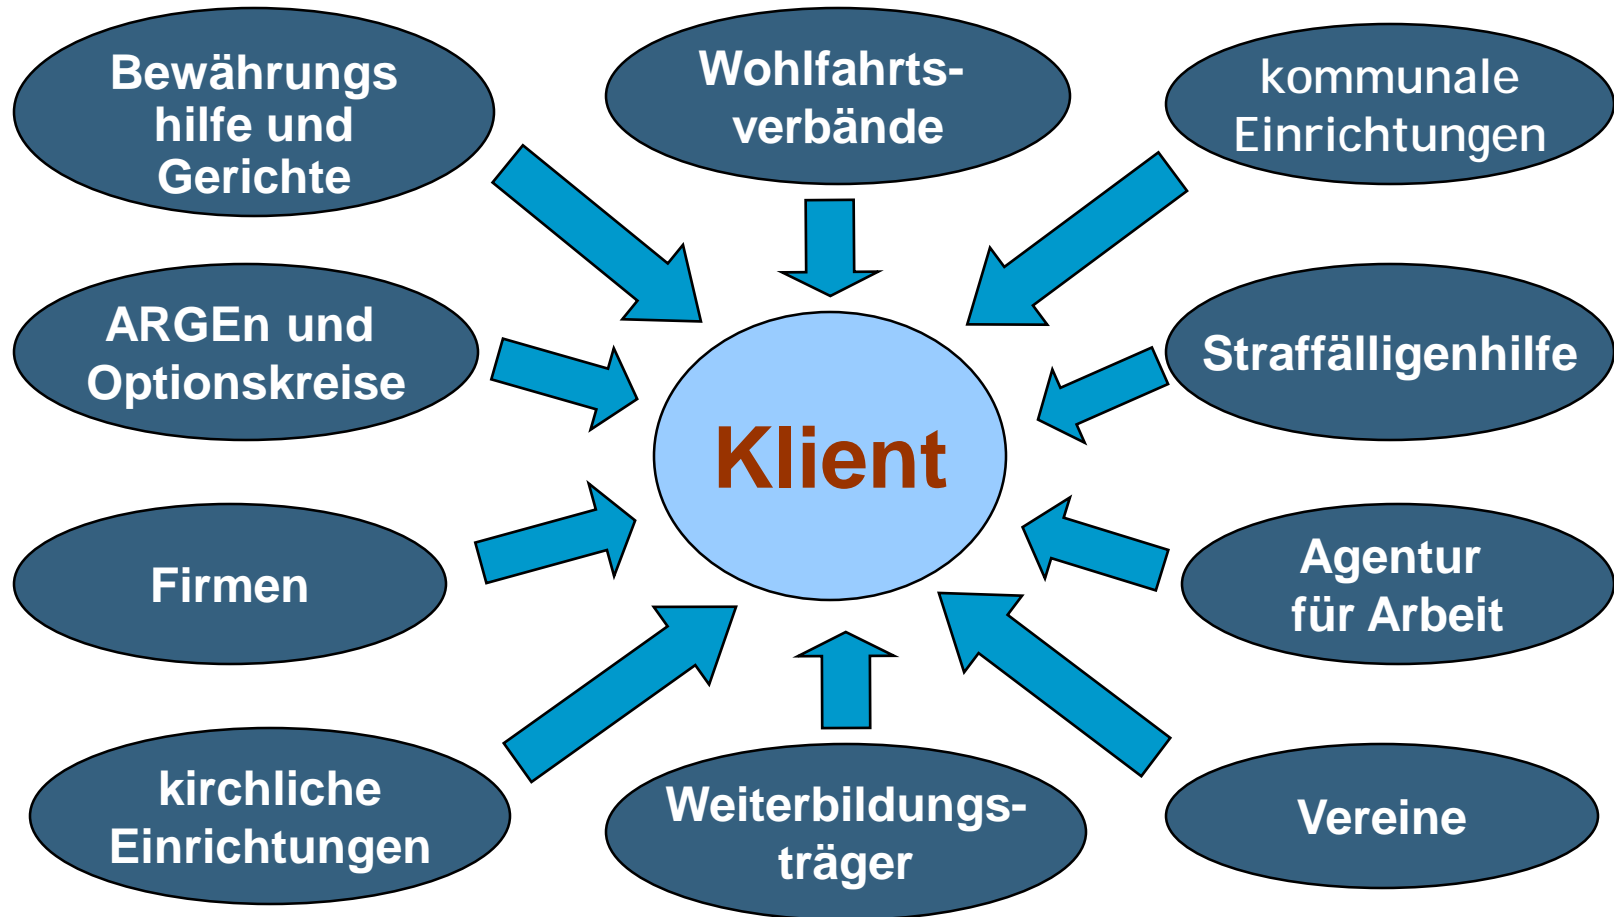 Bewährungs
hilfe und
Gerichte
Wohlfahrts-
verbände
kommunale
Einrichtungen
ARGEn und
Optionskreise
Straffälligenhilfe
Klient
Firmen
Agentur
für Arbeit
kirchliche
Einrichtungen
Weiterbildungs-
träger
Vereine